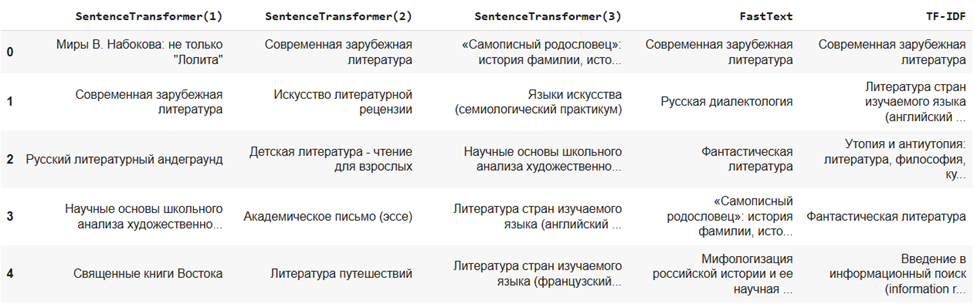 SentenceTransformer(1) SentenceTransformer(2) SentenceTransformer(3) FastText TF-IDF
0 Миры В. Набокова: не только "Лолита" Современная зарубежная литература «Самописный родословец»: история фамилии, исто... Современная зарубежная литература Современная зарубежная литература
1 Современная зарубежная литература Искусство литературной рецензии Языки искусства (семиологический практикум) Русская диалектология Литература стран изучаемого языка (английский ...
2 Русский литературный андеграунд Детская литература - чтение для взрослых Научные основы школьного анализа художественно... Фантастическая литература Утопия и антиутопия: литература, философия, ку...
3 Научные основы школьного анализа художественно... Академическое письмо (эссе) Литература стран изучаемого языка (английский ... «Самописный родословец»: история фамилии, исто... Фантастическая литература
4 Священные книги Востока Литература путешествий Литература стран изучаемого языка (французский... Мифологизация российской истории и ее научная ... Введение в информационный поиск (information r...